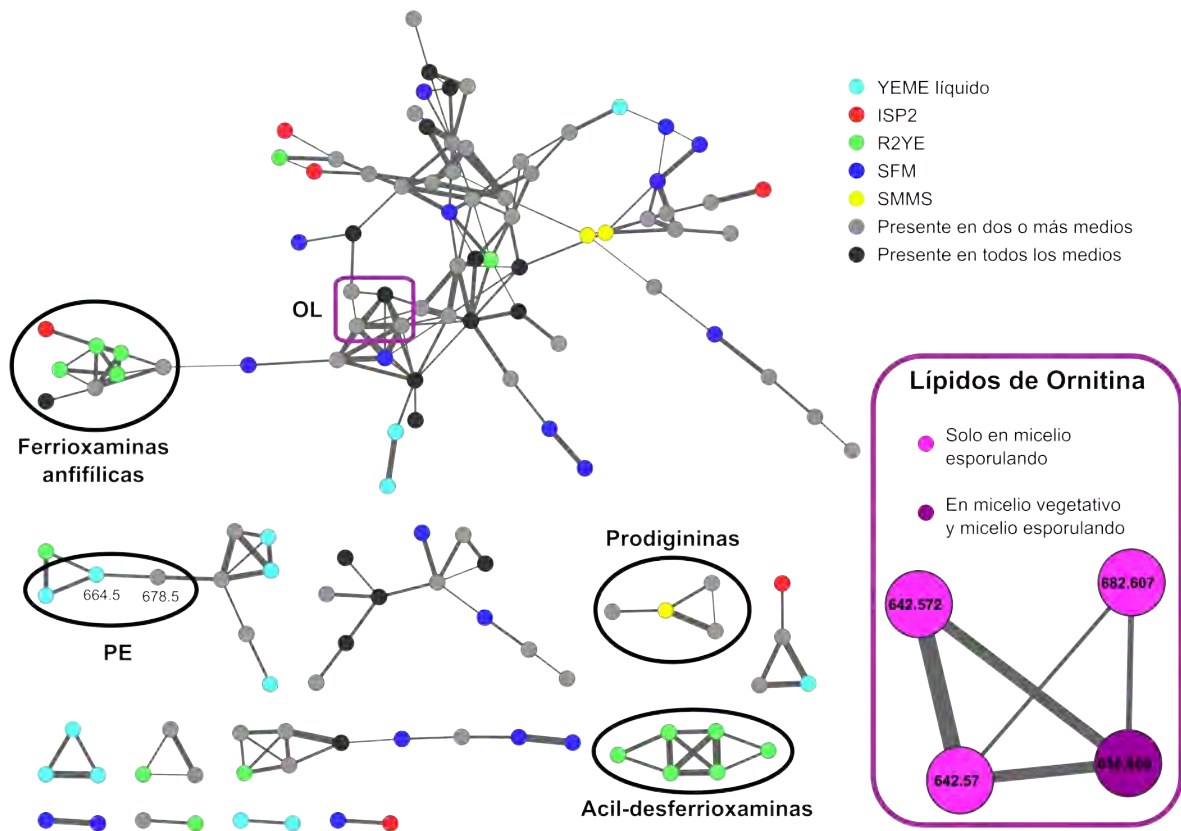 YEME líquido
ISP2
R2YE
SFM
SMMS
Presente en dos o más medios
Presente en todos los medios
OL
Ferrioxaminas
anfifílicas
Lípidos de Ornitina
Solo en micelio
esporulando
En micelio vegetativo
y micelio esporulando
642.572
682.607
642.57
664.5
678.5
PE
Prodigininas
Acil-desferrioxaminas